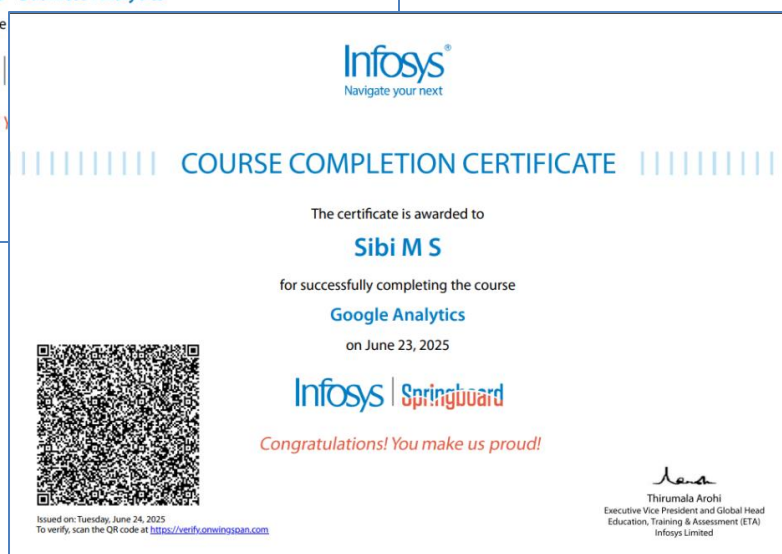 Infosys®
Navigate your next
COURSE COMPLETION CERTIFICATE
The certificate is awarded to
Sibi M S
for successfully completing the course
Google Analytics
on June 23, 2025
Infosys | Springboard
Congratulations! You make us proud!
Issued on: Tuesday, June 24, 2025
To verify, scan the QR code at https://verify.onwingspan.com
Thirumala Arohi
Executive Vice President and Global Head
Education, Training & Assessment (ETA)
Infosys Limited